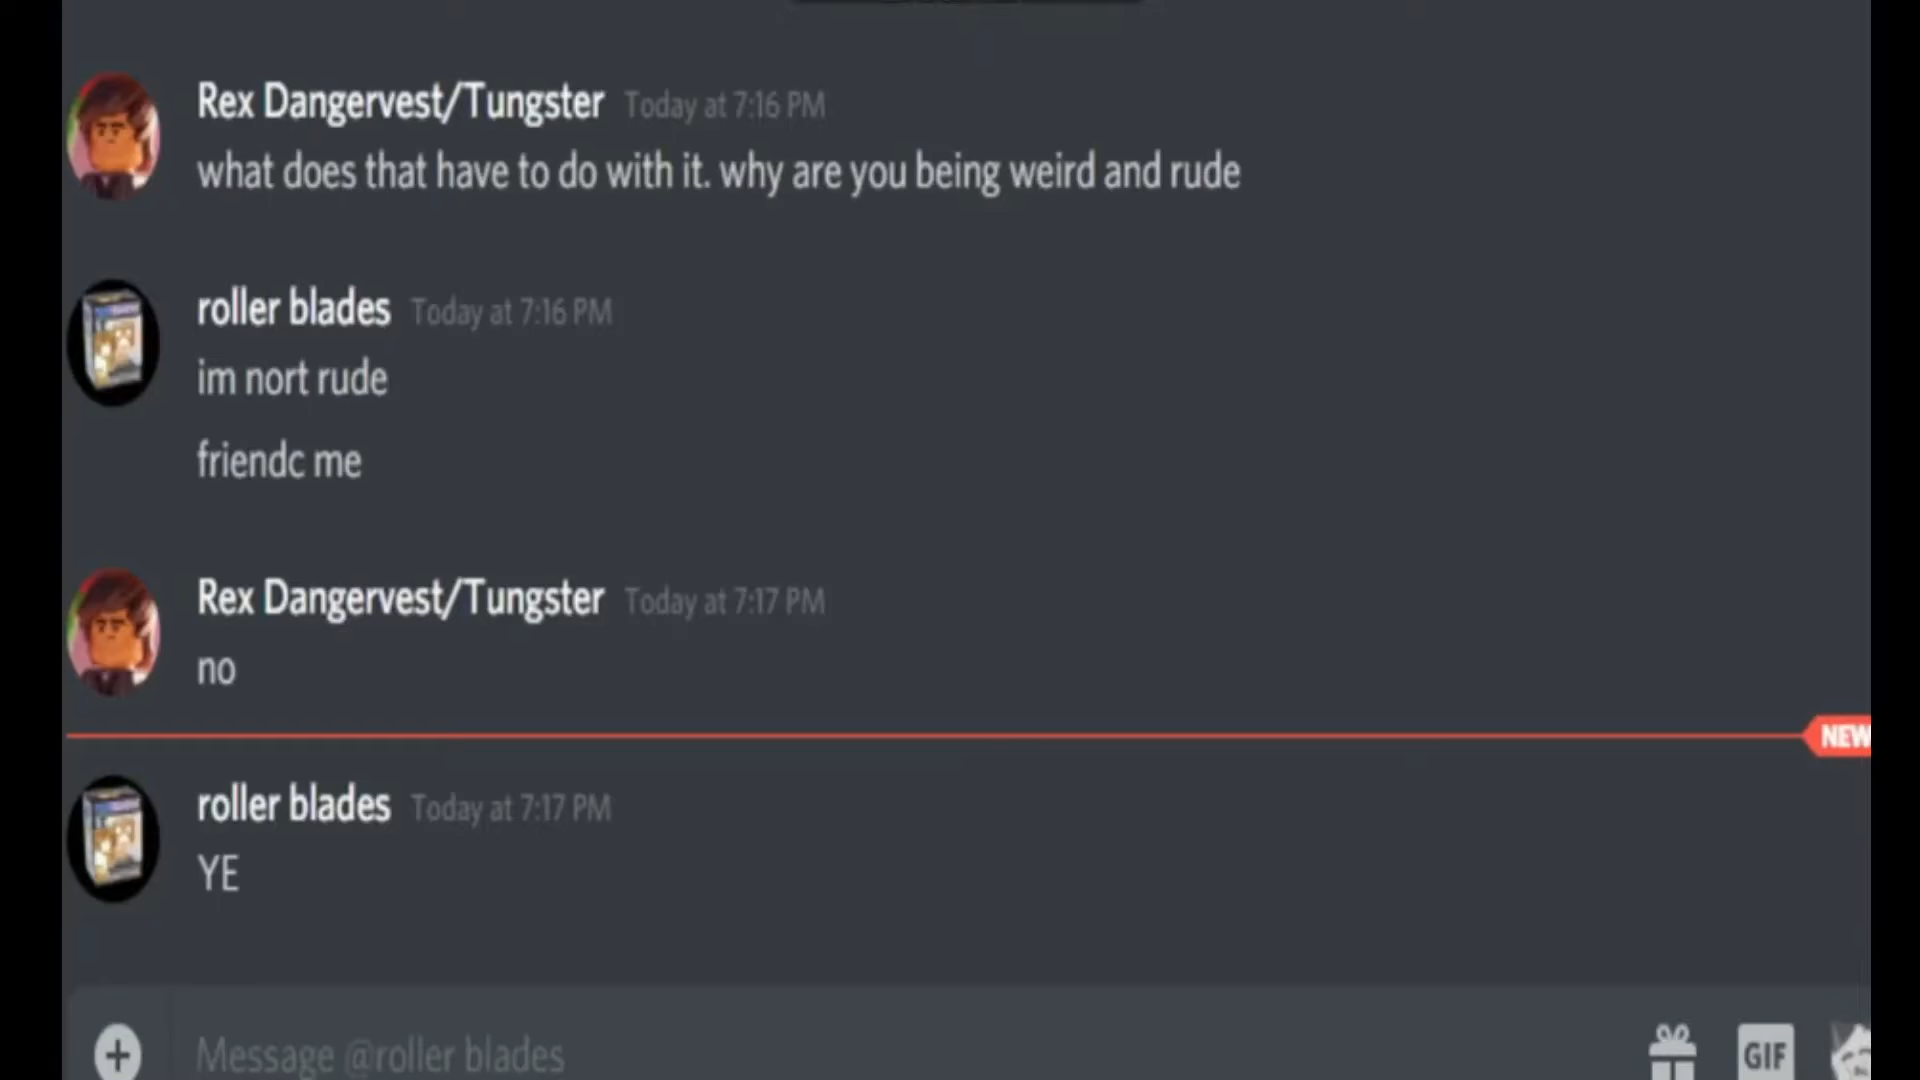 Rex Dangervest/Tungster Today at 7:16 PM
what does that have to do with it. why are you being weird and rude
roller blades Today at 7:16 PM
im nort rude
friendc me
Rex Dangervest/Tungster Today at 7:17 PM
no
NEW
roller blades Today at 7:17 PM
YE
Message @roller blades
GIF